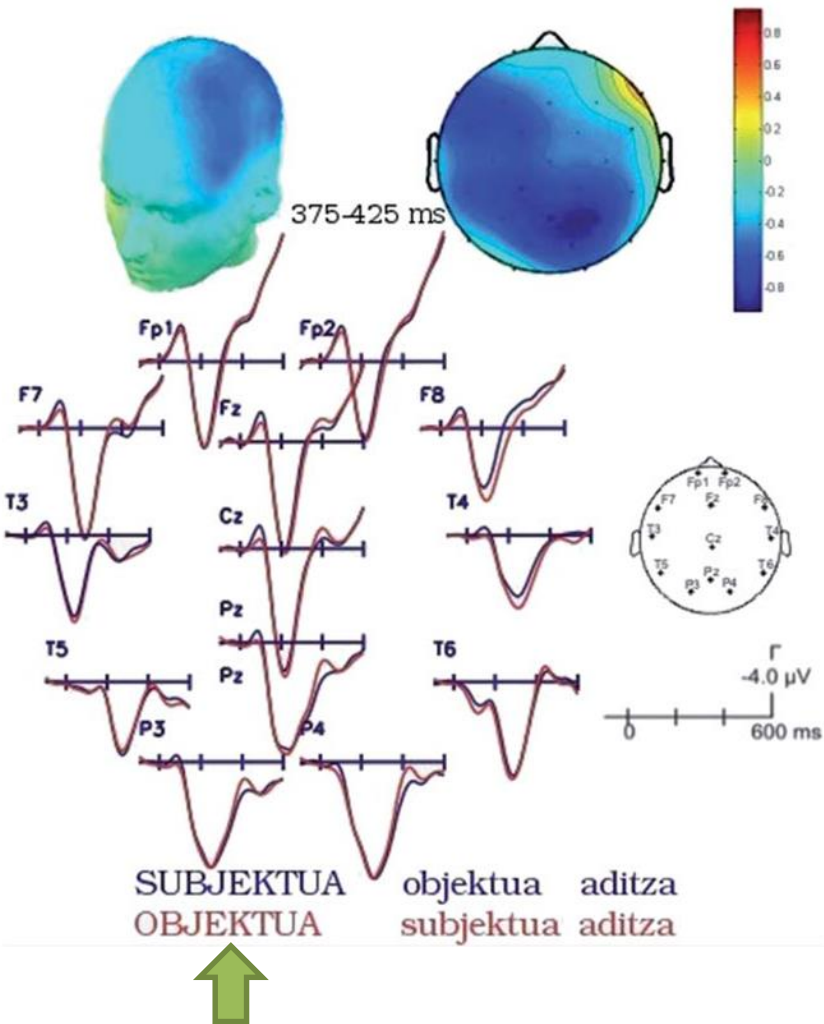 0.8
0.6
0.4
0.2
0
-0.2
-0.4
-0.6
-0.8
375-425 ms
Fp1
Fp2
F7
Fz
F8
T3
Cz
T4
Pz
T5
Pz
T6
P3
P4
Fp1 Fp2
F7 Fz F8
T3 Cz T4
T5 Pz T6
P3 P4
-4.0 µV
0 600 ms
SUBJEKTUA objektua aditza
OBJEKTUA subjektua aditza